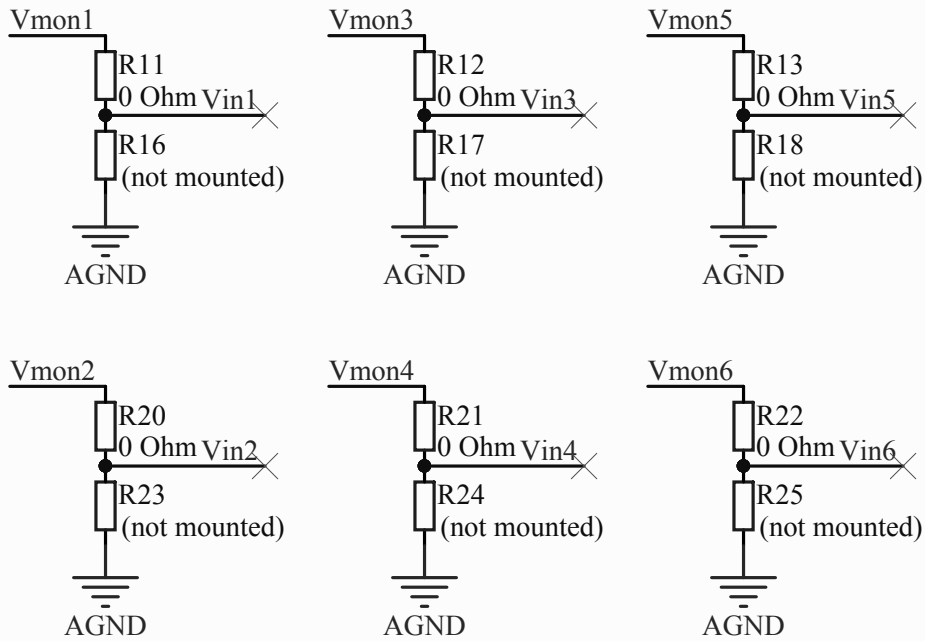 Vmon1
R11
0 Ohm
Vin1
R16
(not mounted)
AGND
Vmon3
R12
0 Ohm
Vin3
R17
(not mounted)
AGND
Vmon5
R13
0 Ohm
Vin5
R18
(not mounted)
AGND
Vmon2
R20
0 Ohm
Vin2
R23
(not mounted)
AGND
Vmon4
R21
0 Ohm
Vin4
R24
(not mounted)
AGND
Vmon6
R22
0 Ohm
Vin6
R25
(not mounted)
AGND